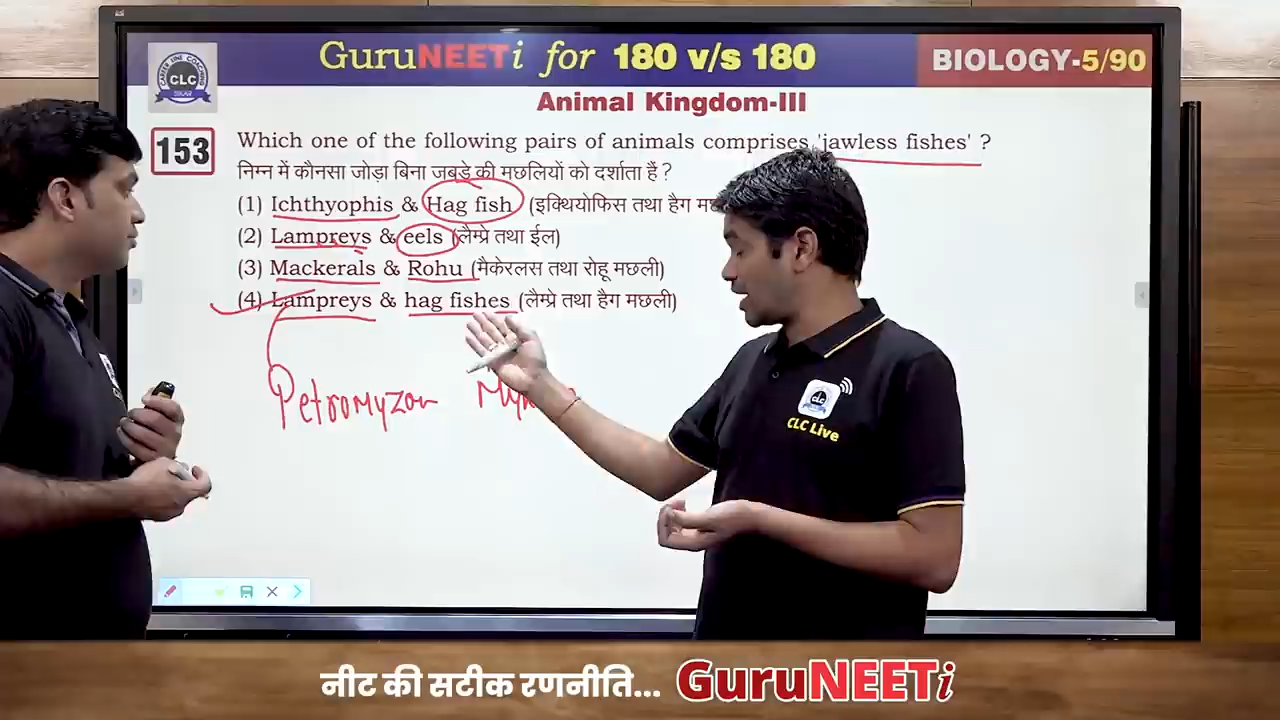 GuruNEETi for 180 v/s 180
BIOLOGY-5/90
CLC
Animal Kingdom-III
153
Which one of the following pairs of animals comprises 'jawless fishes' ?
निम्न में कौनसा जोड़ा बिना जबड़े की मछलियों को दर्शाता हैं ?
(1) Ichthyophis & Hag fish (इक्थियोफिस तथा हैग
(2) Lampreys & eels (लैम्प्रे तथा ईल)
(3) Mackerals & Rohu (मैकेरलस तथा रोहू मछली)
(4) Lampreys & hag fishes (लैम्प्रे तथा हैग मछली)
Petromyzon
CLC
CLC Live
नीट की सटीक रणनीति... GuruNEETi